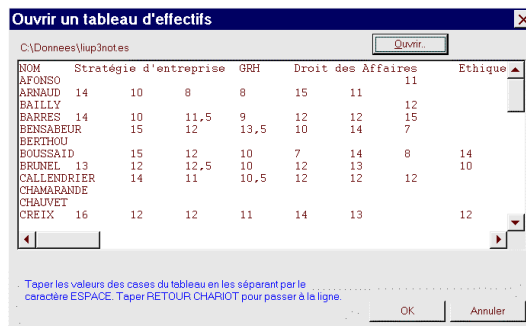 Ouvrir un tableau d'effectifs
C:\Donnees\liup3not.es
Ouvrir..
NOM Stratégie d'entreprise GRH Droit des Affaires Ethique
AFONSO 11
ARNAUD 14 10 8 8 15 11
BAILLY 12
BARRES 14 10 11,5 9 12 12 15
BENSABEUR 15 12 13,5 10 14 7
BERTHOU
BOUSSAID 15 12 10 7 14 8 14
BRUNEL 13 12 12,5 10 12 13 10
CALLENDRIER 14 11 10,5 12 12 12
CHAMARANDE
CHAUVET
CREIX 16 12 12 11 14 13 12
Taper les valeurs des cases du tableau en les séparant par le
caractère ESPACE. Taper RETOUR CHARIOT pour passer à la ligne.
OK Annuler